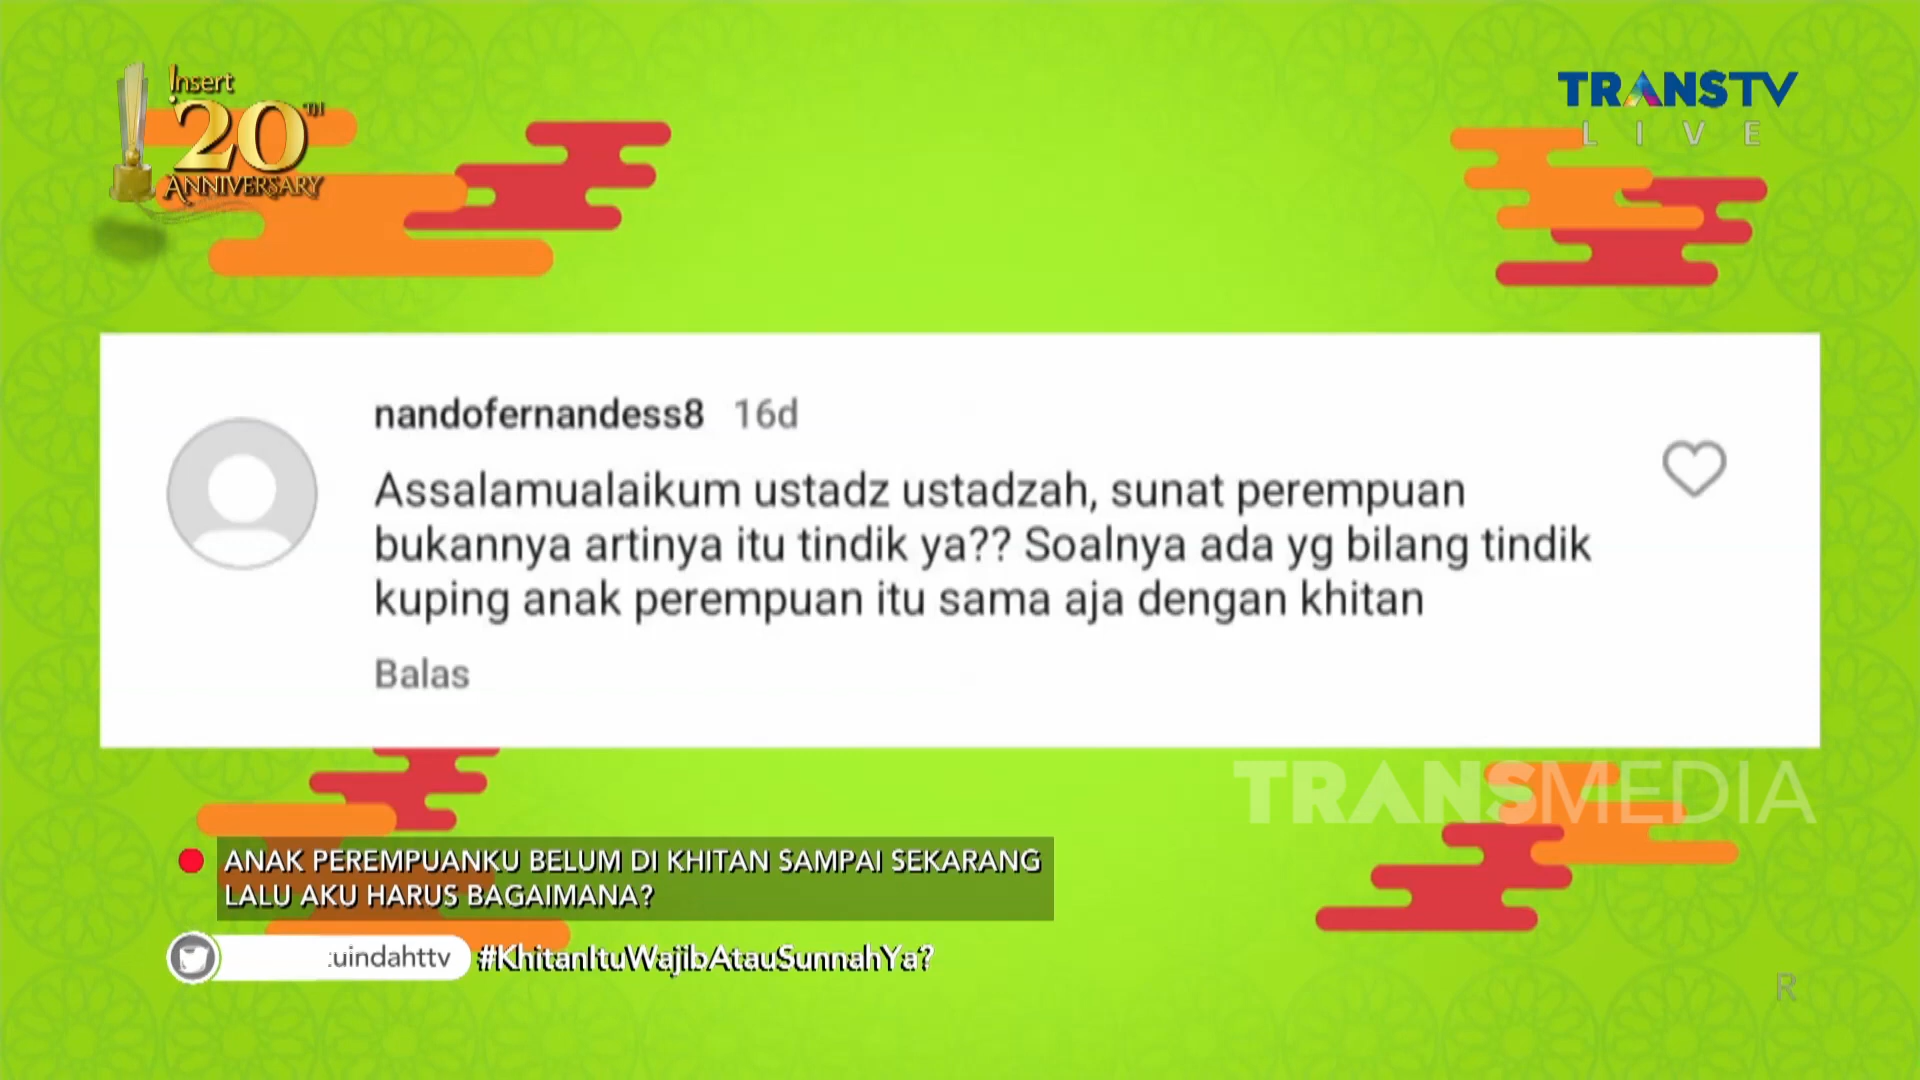 Insert
20TH
ANNIVERSARY
TRANSTV
LIVE
nandofernandess8 16d
Assalamualaikum ustadz ustadzah, sunat perempuan
bukannya artinya itu tindik ya?? Soalnya ada yg bilang tindik
kuping anak perempuan itu sama aja dengan khitan
Balas
TRANSMEDIA
ANAK PEREMPUANKU BELUM DI KHITAN SAMPAI SEKARANG
LALU AKU HARUS BAGAIMANA?
uindahttv #KhitanItuWajibAtauSunnahYa?
R